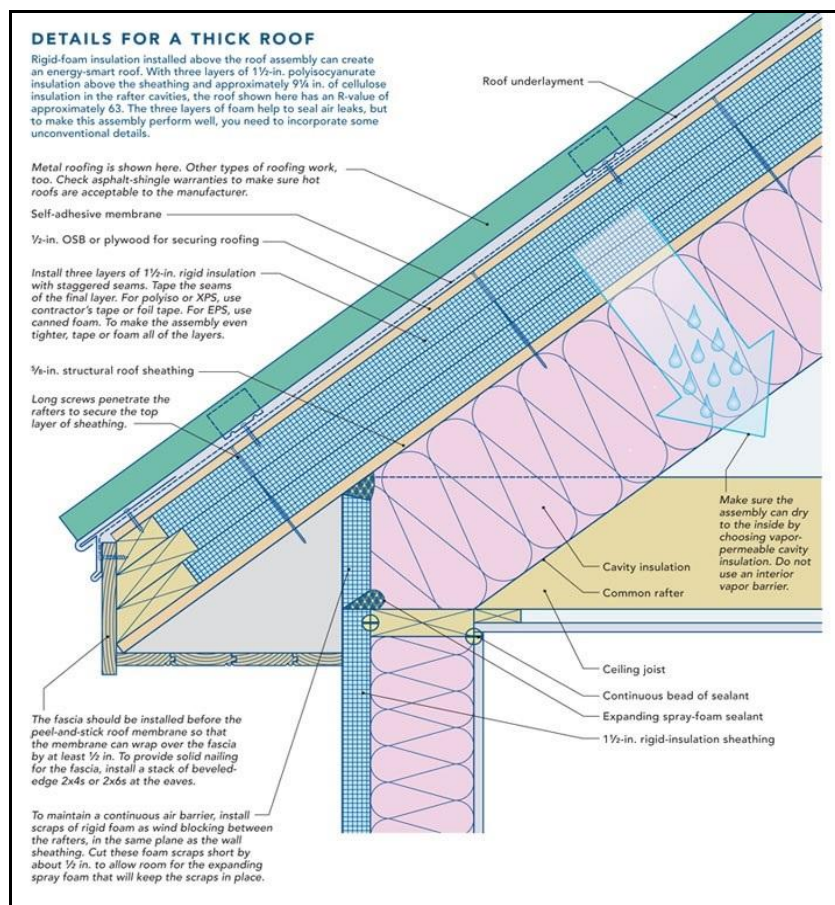 DETAILS FOR A THICK ROOF
Rigid-foam insulation installed above the roof assembly can create
an energy-smart roof. With three layers of 1½-in. polyisocyanurate
insulation above the sheathing and approximately 9¼ in. of cellulose
insulation in the rafter cavities, the roof shown here has an R-value of
approximately 63. The three layers of foam help to seal air leaks, but
to make this assembly perform well, you need to incorporate some
unconventional details.
Roof underlayment
Metal roofing is shown here. Other types of roofing work,
too. Check asphalt-shingle warranties to make sure hot
roofs are acceptable to the manufacturer.
Self-adhesive membrane
½-in. OSB or plywood for securing roofing
Install three layers of 1½-in. rigid insulation
with staggered seams. Tape the seams
of the final layer. For polyiso or XPS, use
contractor's tape or foil tape. For EPS, use
canned foam. To make the assembly even
tighter, tape or foam all of the layers.
⅝-in. structural roof sheathing
Long screws penetrate the
rafters to secure the top
layer of sheathing.
Make sure the
assembly can dry
to the inside by
choosing vapor-
permeable cavity
insulation. Do not
use an interior
vapor barrier.
Cavity insulation
Common rafter
Ceiling joist
Continuous bead of sealant
Expanding spray-foam sealant
1½-in. rigid-insulation sheathing
The fascia should be installed before the
peel-and-stick roof membrane so that
the membrane can wrap over the fascia
by at least ½ in. To provide solid nailing
for the fascia, install a stack of beveled-
edge 2x4s or 2x6s at the eaves.
To maintain a continuous air barrier, install
scraps of rigid foam as wind blocking between
the rafters, in the same plane as the wall
sheathing. Cut these foam scraps short by
about ½ in. to allow room for the expanding
spray foam that will keep the scraps in place.